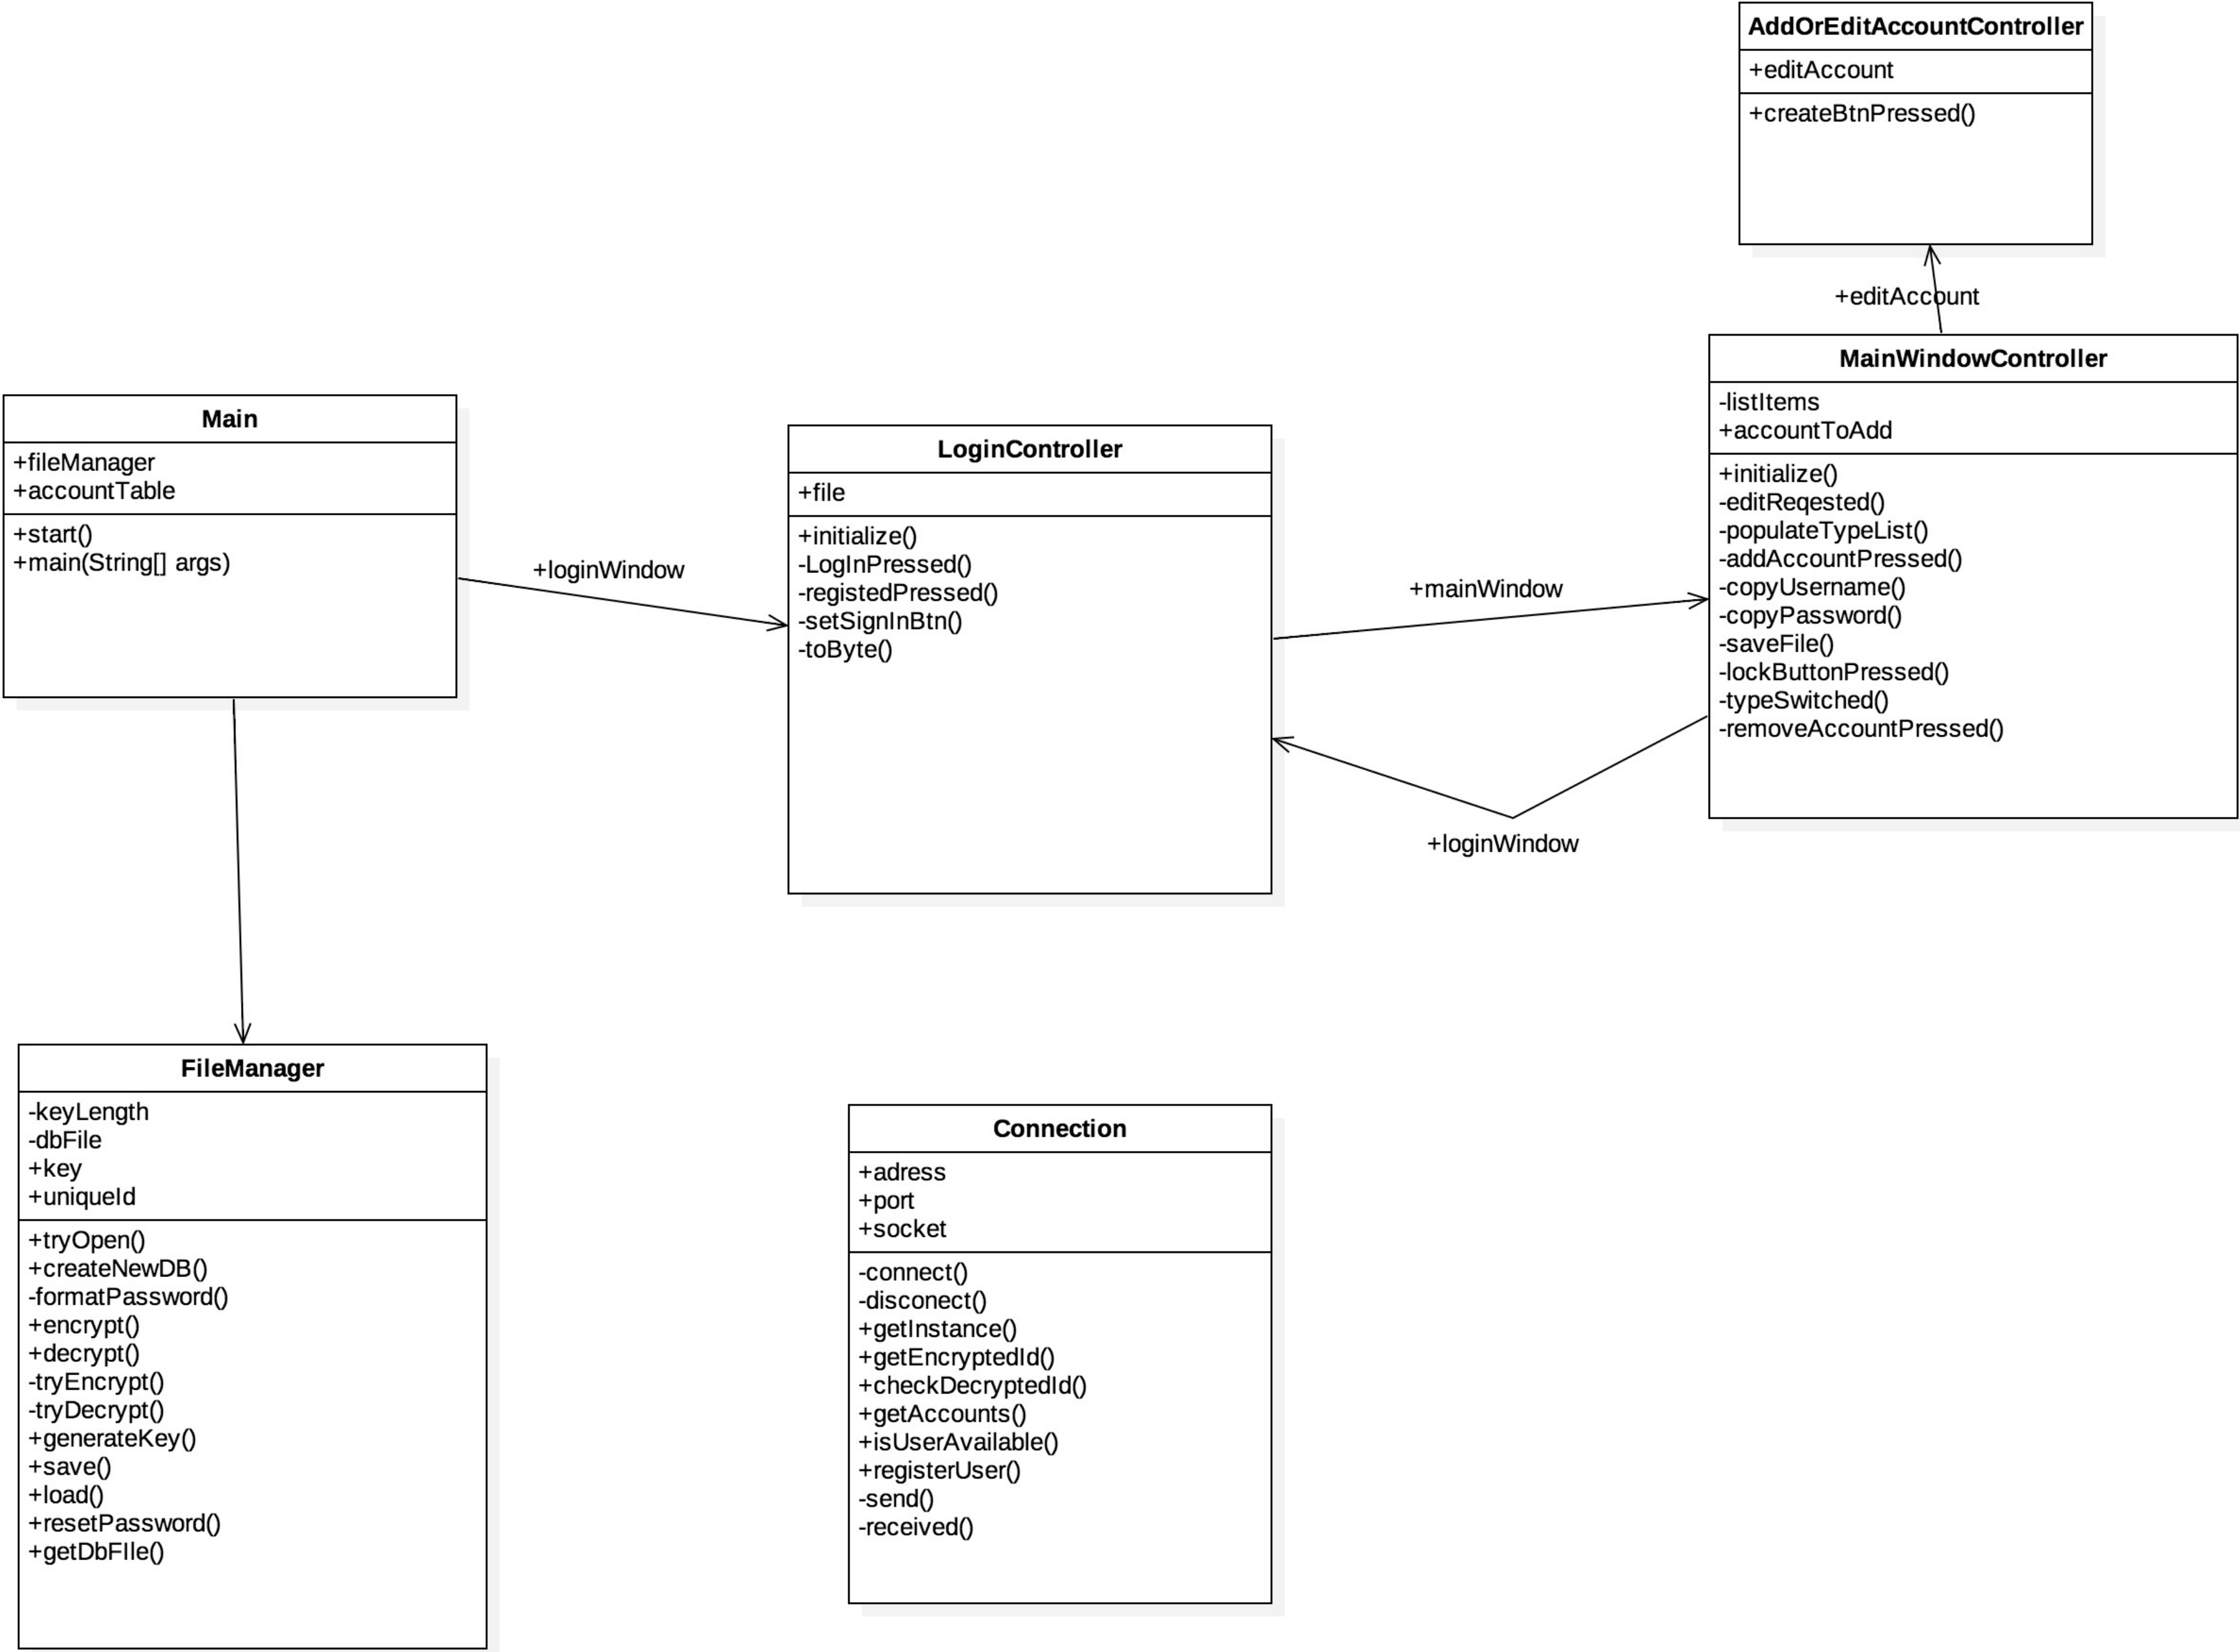 AddOrEditAccountController
+editAccount
+createBtnPressed()
+editAccount
MainWindowController
-listItems
+accountToAdd
+initialize()
-editReqested()
-populateTypeList()
-addAccountPressed()
-copyUsername()
-copyPassword()
-saveFile()
-lockButtonPressed()
-typeSwitched()
-removeAccountPressed()
Main
+fileManager
+accountTable
+start()
+main(String[] args)
+loginWindow
LoginController
+file
+initialize()
-LogInPressed()
-registedPressed()
-setSignInBtn()
-toByte()
+mainWindow
+loginWindow
FileManager
-keyLength
-dbFile
+key
+uniqueId
+tryOpen()
+createNewDB()
-formatPassword()
+encrypt()
+decrypt()
-tryEncrypt()
-tryDecrypt()
+generateKey()
+save()
+load()
+resetPassword()
+getDbFIle()
Connection
+adress
+port
+socket
-connect()
-disconect()
+getInstance()
+getEncryptedId()
+checkDecryptedId()
+getAccounts()
+isUserAvailable()
+registerUser()
-send()
-received()